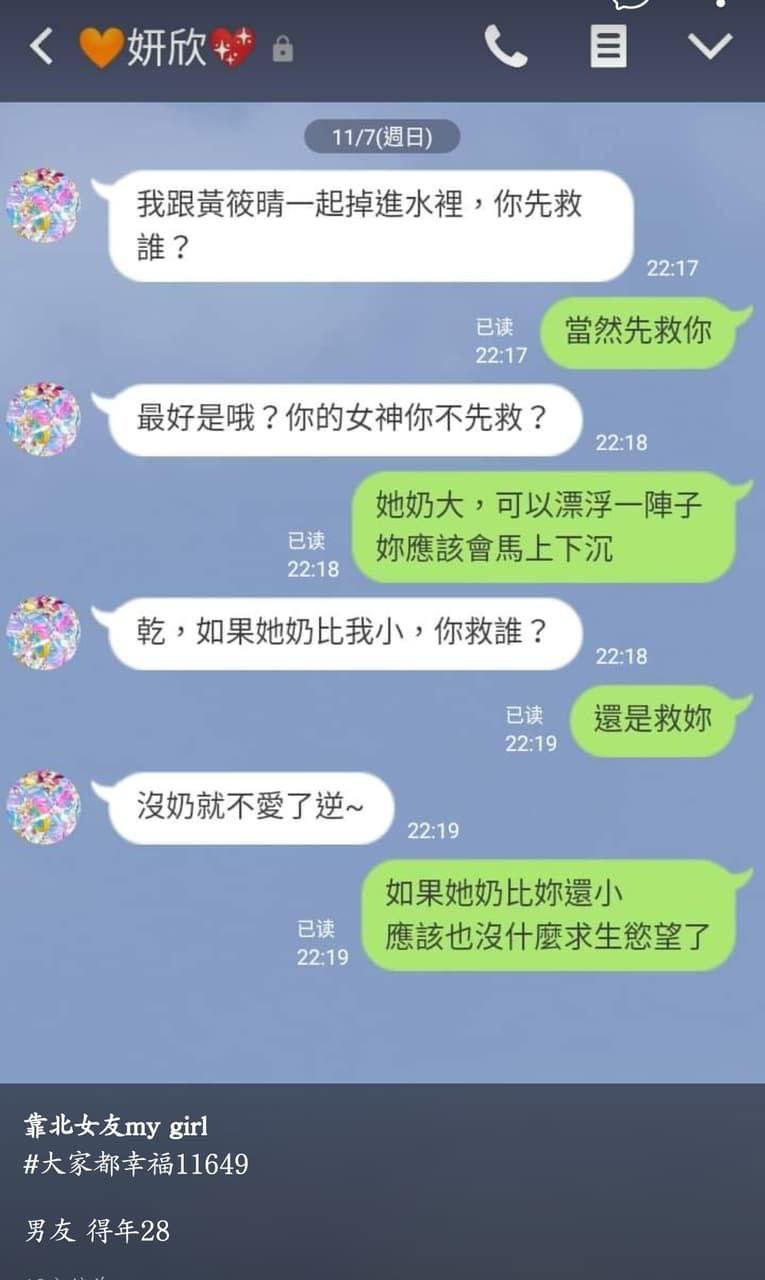 妍欣
11/7(週日)
我跟黃筱晴一起掉進水裡，你先救
誰？
22:17
已读
22:17
當然先救你
最好是哦？你的女神你不先救？
22:18
她奶大，可以漂浮一陣子
妳應該會馬上下沉
已读
22:18
乾，如果她奶比我小，你救誰？
22:18
已读
22:19
還是救妳
沒奶就不愛了逆~
22:19
如果她奶比妳還小
應該也沒什麼求生慾望了
已读
22:19
靠北女友my girl
#大家都幸福11649
男友 得年28